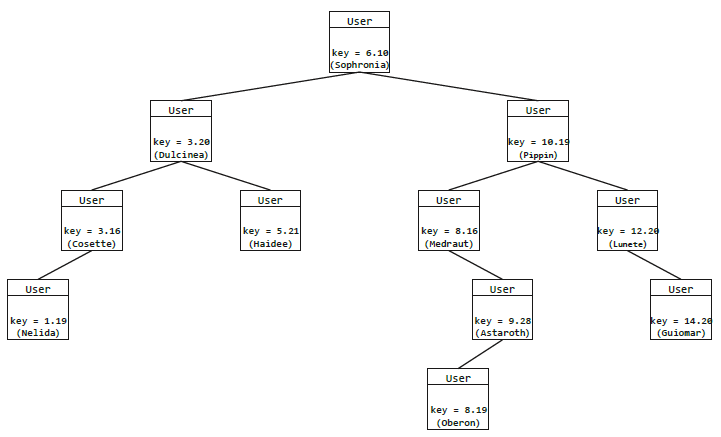 User
key = 6.10
(Sophronia)
User
key = 3.20
(Dulcinea)
User
key = 10.19
(Pippin)
User
key = 3.16
(Cosette)
User
key = 5.21
(Haidee)
User
key = 8.16
(Medraut)
User
key = 12.20
(Lunete)
User
key = 1.19
(Nelida)
User
key = 9.28
(Astaroth)
User
key = 14.20
(Guiomar)
User
key = 8.19
(Oberon)